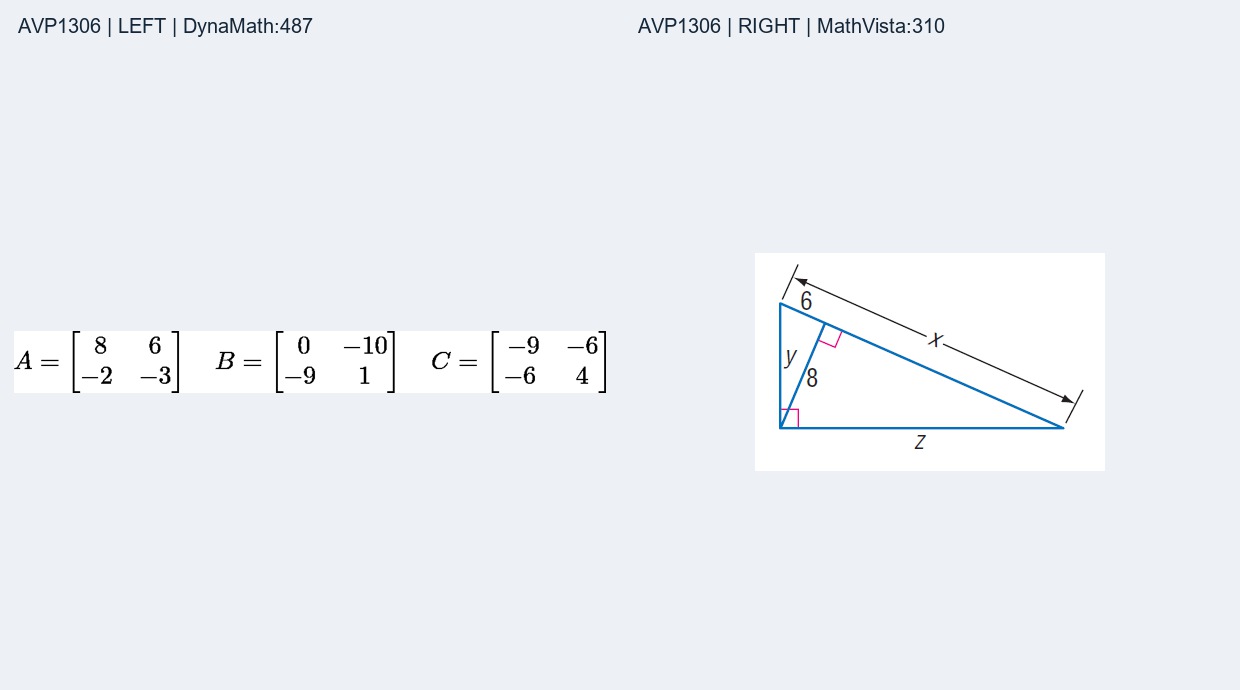 AVP1306 | LEFT | DynaMath:487
AVP1306 | RIGHT | MathVista:310
A = [8 6; −2 −3] B = [0 −10; −9 1] C = [−9 −6; −6 4]
6
x
y
8
z